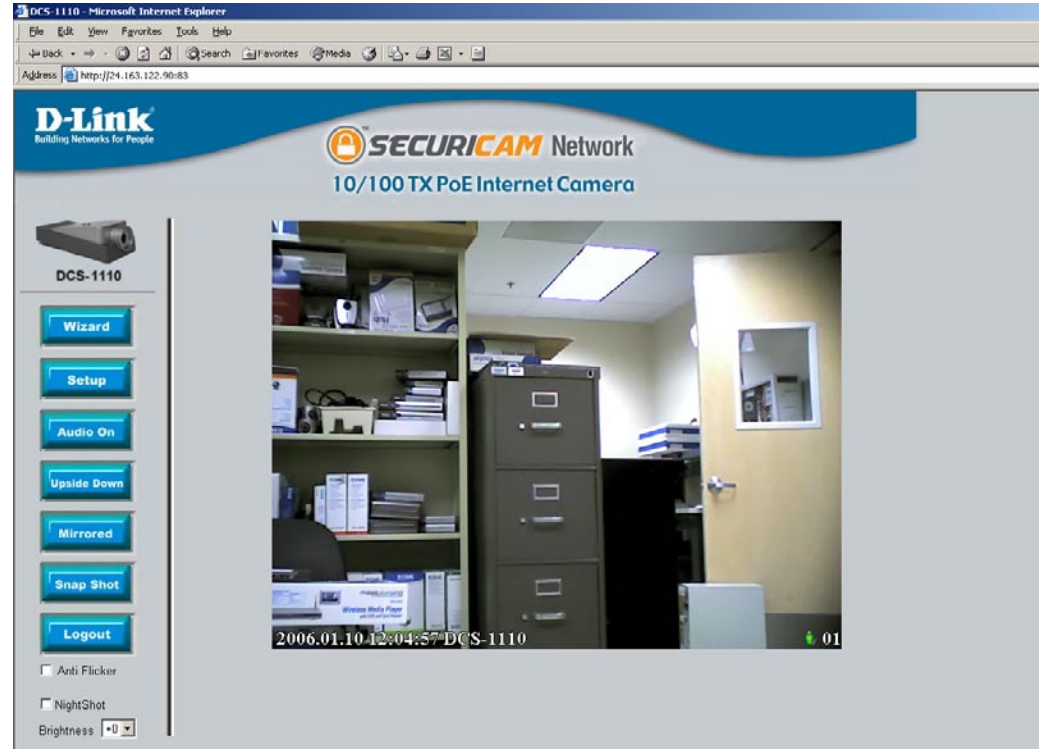 DCS-1110 - Microsoft Internet Explorer
File Edit View Favorites Tools Help
Back Search Favorites Media
Address http://24.163.122.90:83
D-Link
Building Networks for People
SECURICAM Network
TM
10/100 TX PoE Internet Camera
DCS-1110
Wizard
Setup
Audio On
Upside Down
Mirrored
Snap Shot
Logout
Anti Flicker
NightShot
Brightness +0
Wireless Media Player
2006.01.10 12:04:57 DCS-1110
01